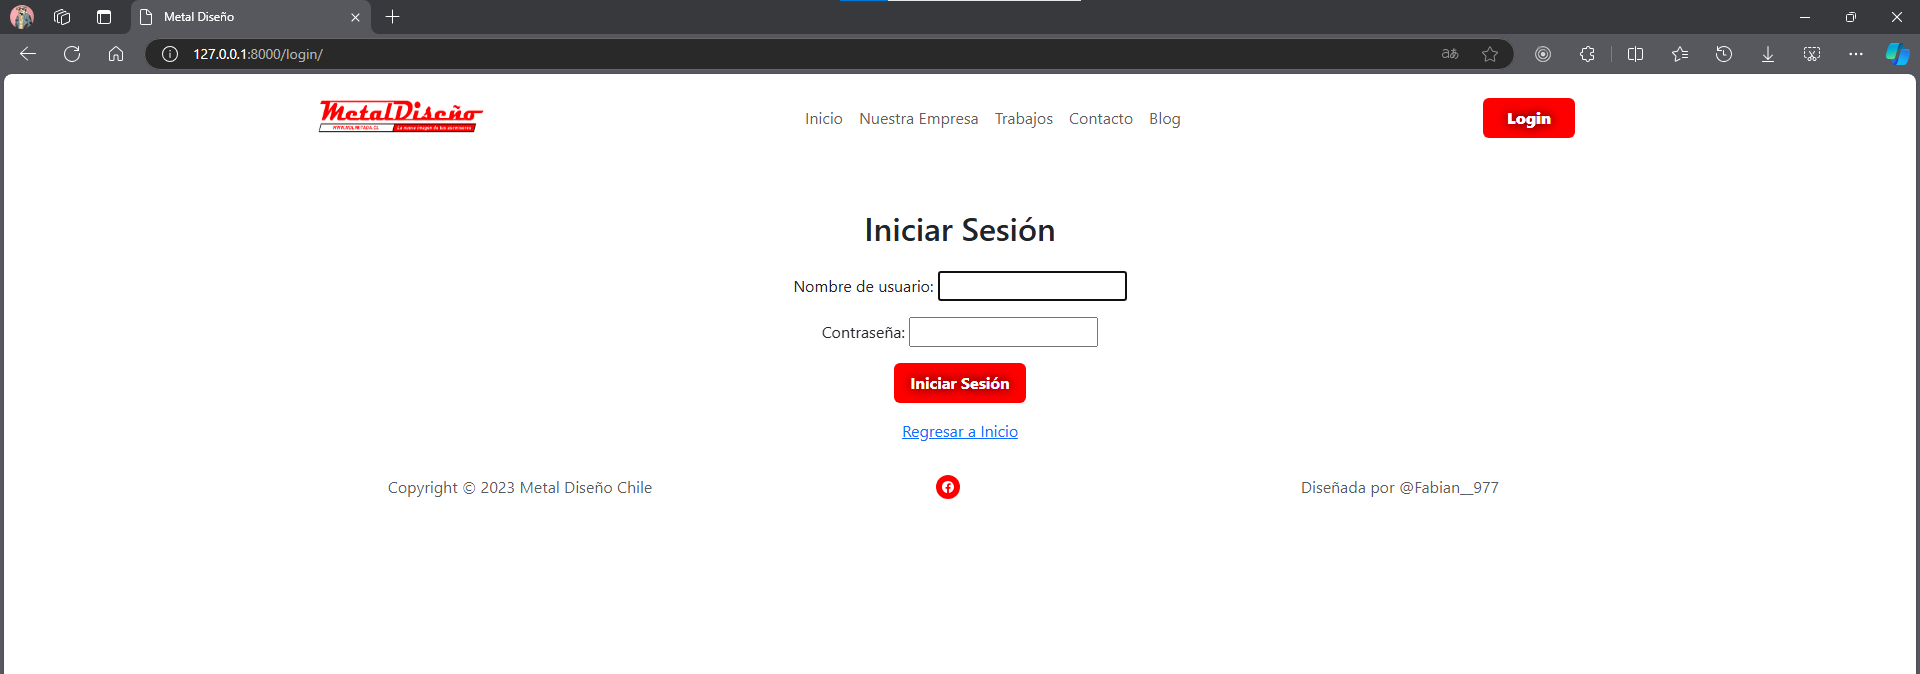 Metal Diseño
127.0.0.1:8000/login/
MetalDiseño
Inicio Nuestra Empresa Trabajos Contacto Blog
Login
Iniciar Sesión
Nombre de usuario:
Contraseña:
Iniciar Sesión
Regresar a Inicio
Copyright © 2023 Metal Diseño Chile
Diseñada por @Fabian__977